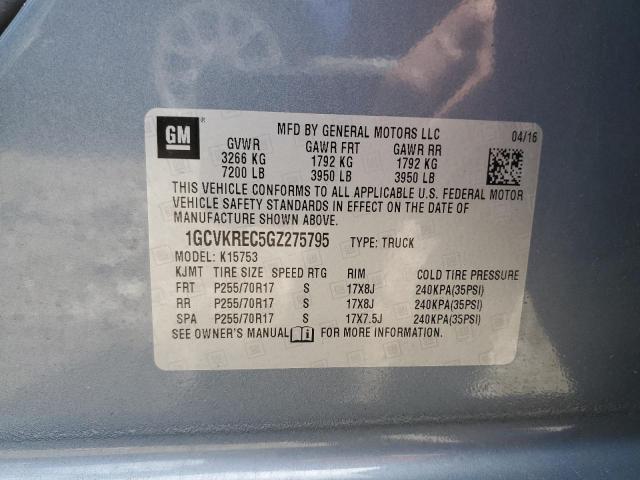 GM ®
MFD BY GENERAL MOTORS LLC 04/16
GVWR GAWR FRT GAWR RR
3266 KG 1792 KG 1792 KG
7200 LB 3950 LB 3950 LB
THIS VEHICLE CONFORMS TO ALL APPLICABLE U.S. FEDERAL MOTOR
VEHICLE SAFETY STANDARDS IN EFFECT ON THE DATE OF
MANUFACTURE SHOWN ABOVE.
1GCVKREC5GZ275795 TYPE: TRUCK
MODEL: K15753
KJMT TIRE SIZE SPEED RTG RIM COLD TIRE PRESSURE
FRT P255/70R17 S 17X8J 240KPA(35PSI)
RR P255/70R17 S 17X8J 240KPA(35PSI)
SPA P255/70R17 S 17X7.5J 240KPA(35PSI)
SEE OWNER'S MANUAL FOR MORE INFORMATION.